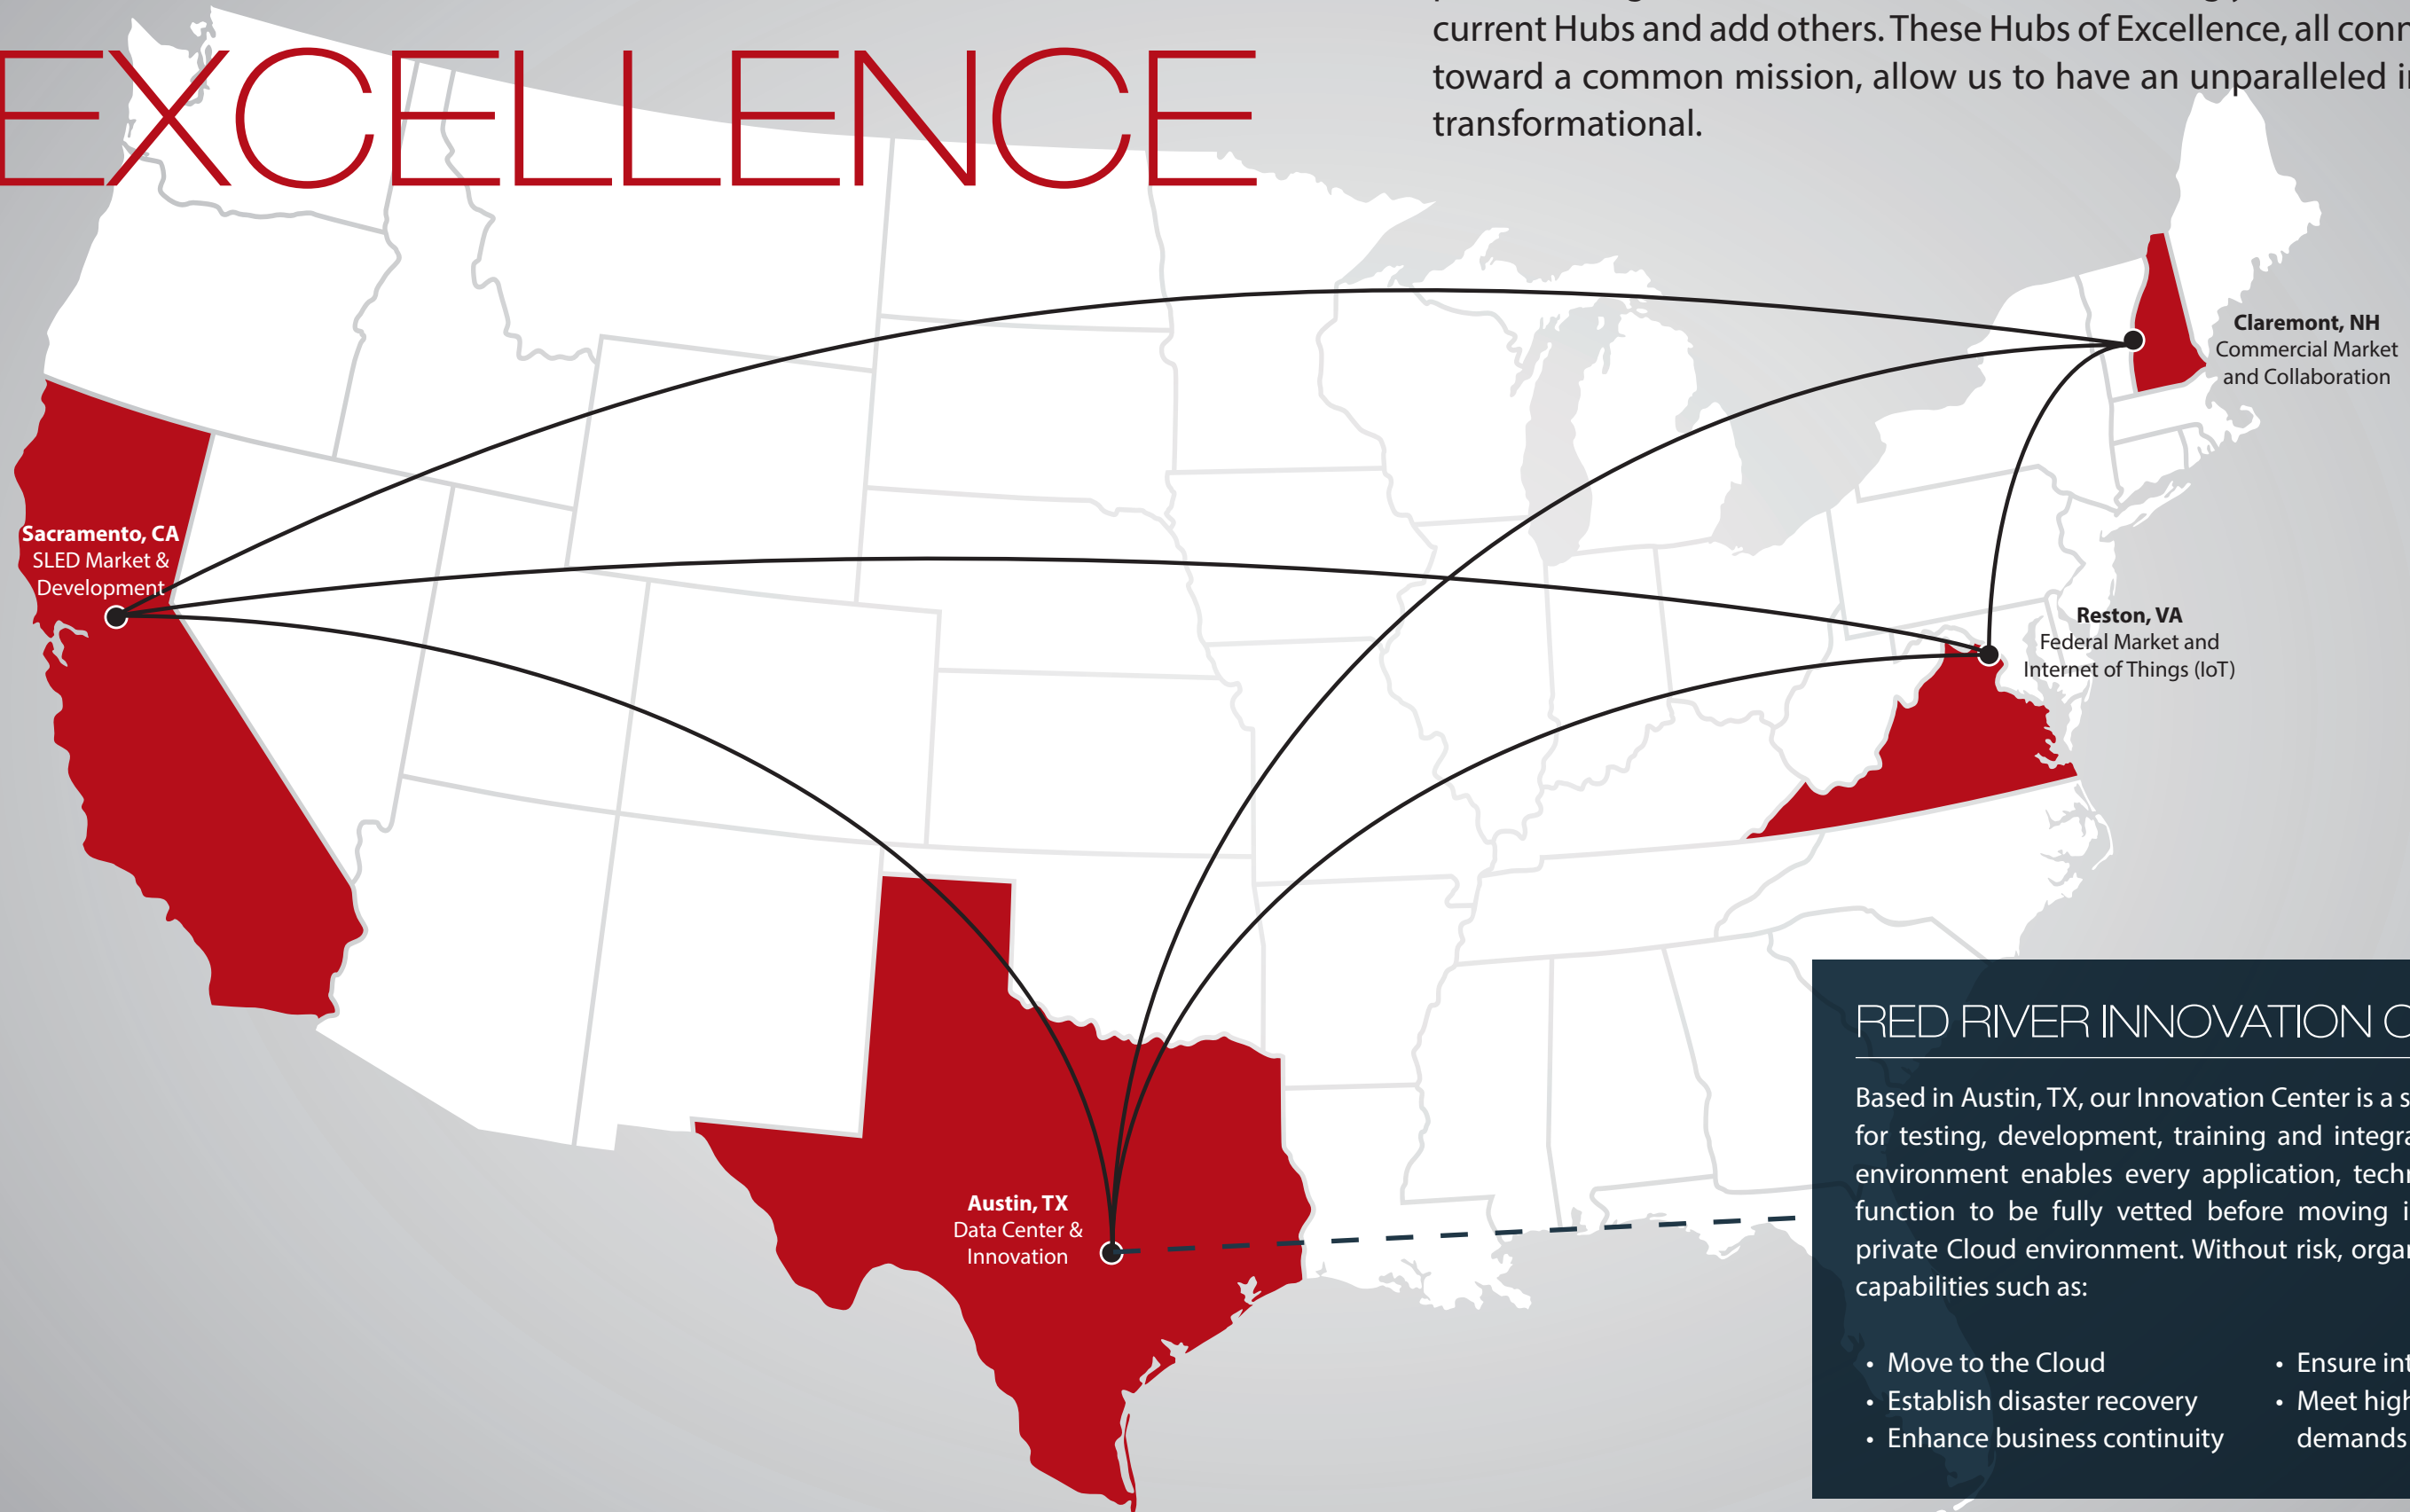 EXCELLENCE
current Hubs and add others. These Hubs of Excellence, all conn
toward a common mission, allow us to have an unparalleled i
transformational.
Claremont, NH
Commercial Market
and Collaboration
Sacramento, CA
SLED Market &
Development
Reston, VA
Federal Market and
Internet of Things (IoT)
Austin, TX
Data Center &
Innovation
RED RIVER INNOVATION C
Based in Austin, TX, our Innovation Center is a s
for testing, development, training and integra
environment enables every application, techn
function to be fully vetted before moving i
private Cloud environment. Without risk, organ
capabilities such as:
• Move to the Cloud
• Establish disaster recovery
• Enhance business continuity
• Ensure int
• Meet high
demands